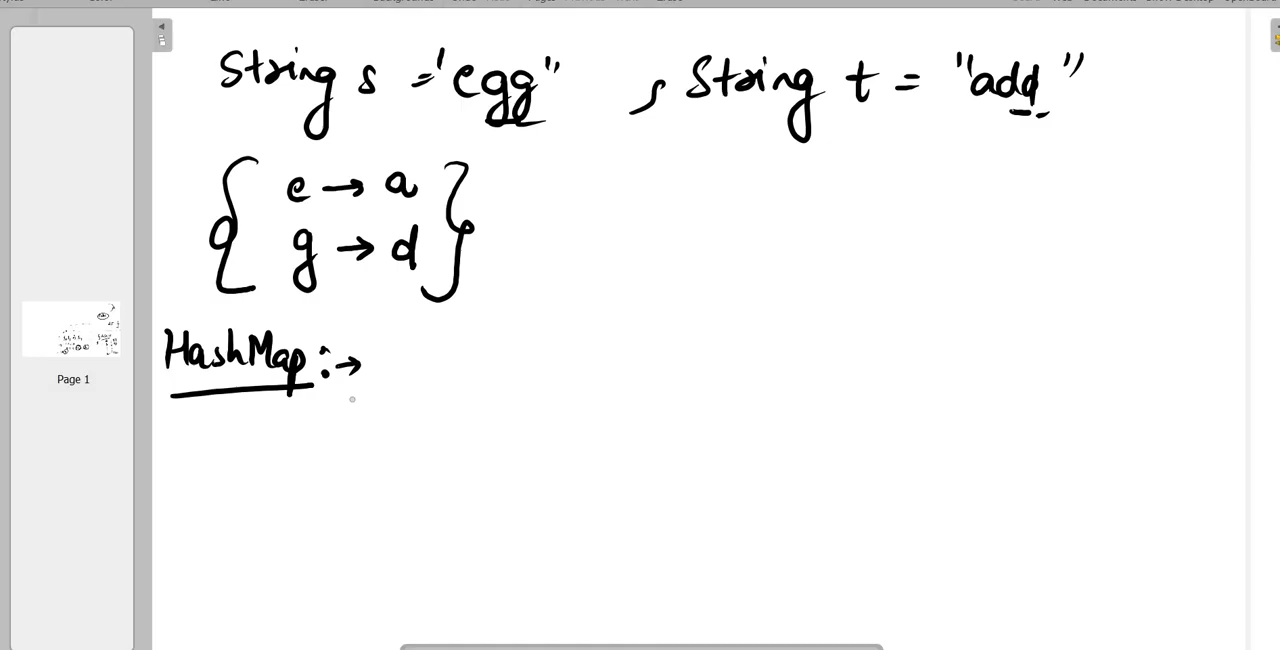 String s = 'egg" , String t = "add"
{ e → a
g → d }
HashMap :→
Page 1